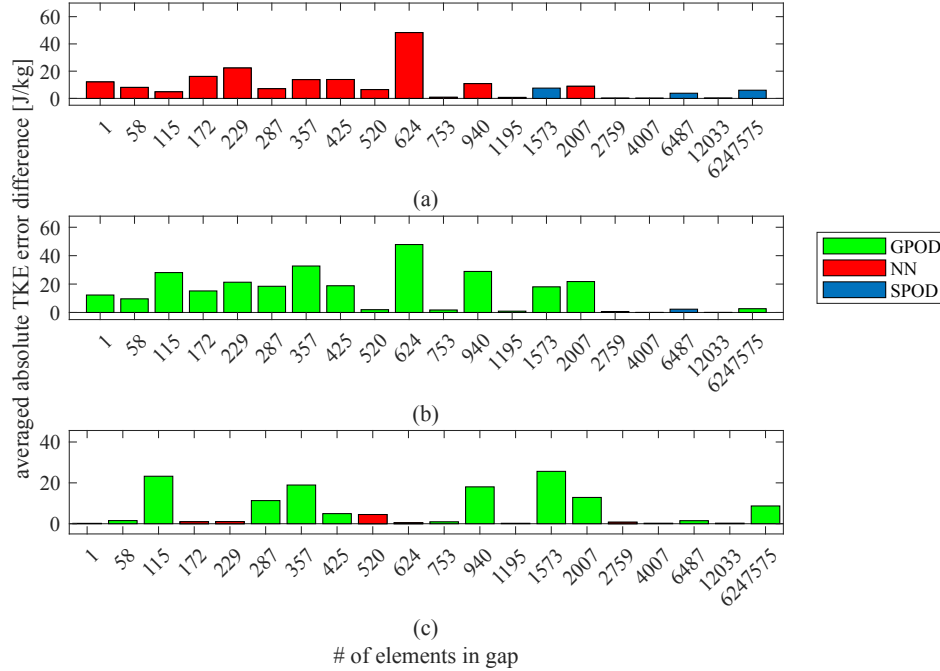 averaged absolute TKE error difference [J/kg]
60
40
20
0
1 58 115 172 229 287 357 425 520 624 753 940 1195 1573 2007 2759 4007 6487 12033 6247575
(a)
60
40
20
0
1 58 115 172 229 287 357 425 520 624 753 940 1195 1573 2007 2759 4007 6487 12033 6247575
(b)
GPOD
NN
SPOD
40
20
0
1 58 115 172 229 287 357 425 520 624 753 940 1195 1573 2007 2759 4007 6487 12033 6247575
(c)
# of elements in gap